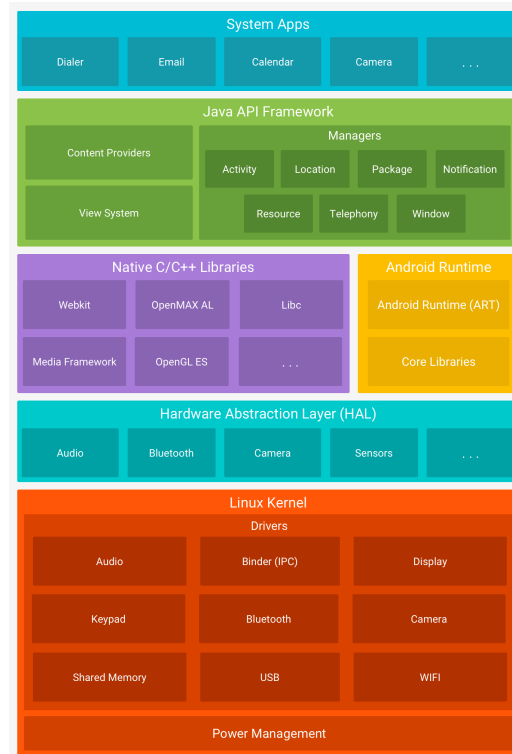 System Apps
Dialer
Email
Calendar
Camera
. . .
Java API Framework
Content Providers
View System
Managers
Activity
Location
Package
Notification
Resource
Telephony
Window
Native C/C++ Libraries
Webkit
OpenMAX AL
Libc
Media Framework
OpenGL ES
. . .
Android Runtime
Android Runtime (ART)
Core Libraries
Hardware Abstraction Layer (HAL)
Audio
Bluetooth
Camera
Sensors
. . .
Linux Kernel
Drivers
Audio
Binder (IPC)
Display
Keypad
Bluetooth
Camera
Shared Memory
USB
WIFI
Power Management